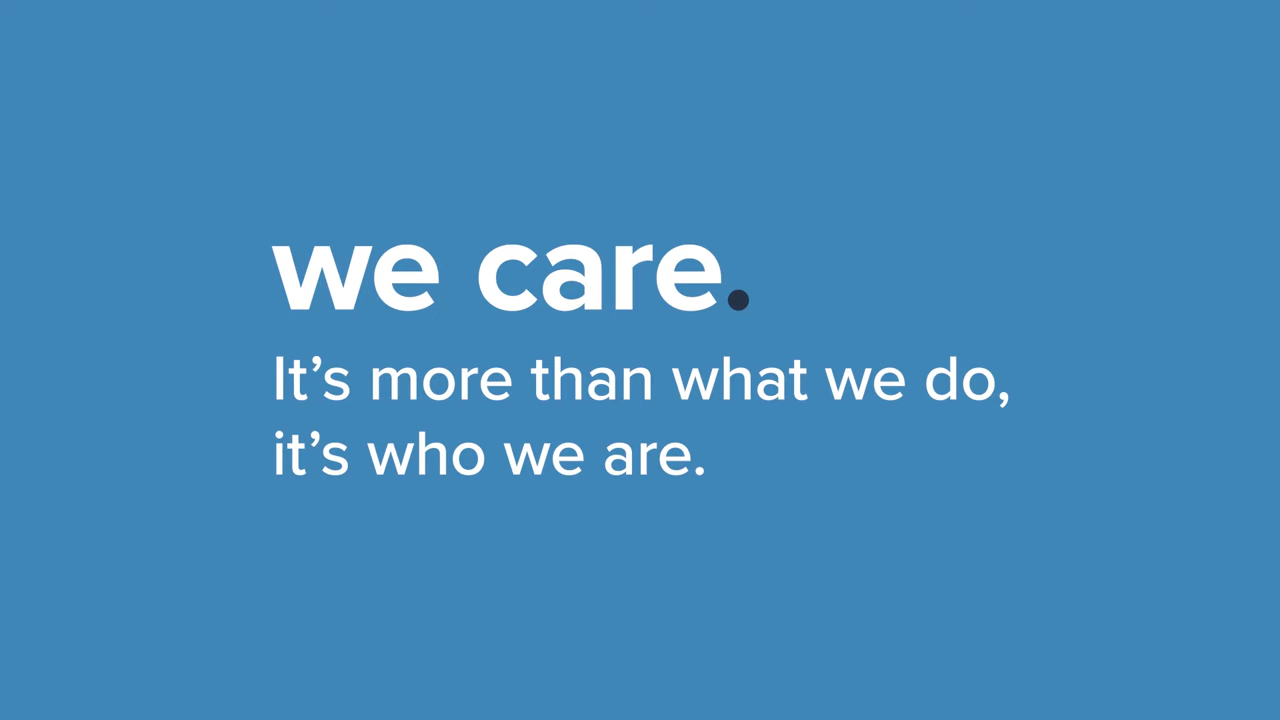 we care.
It’s more than what we do,
it’s who we are.